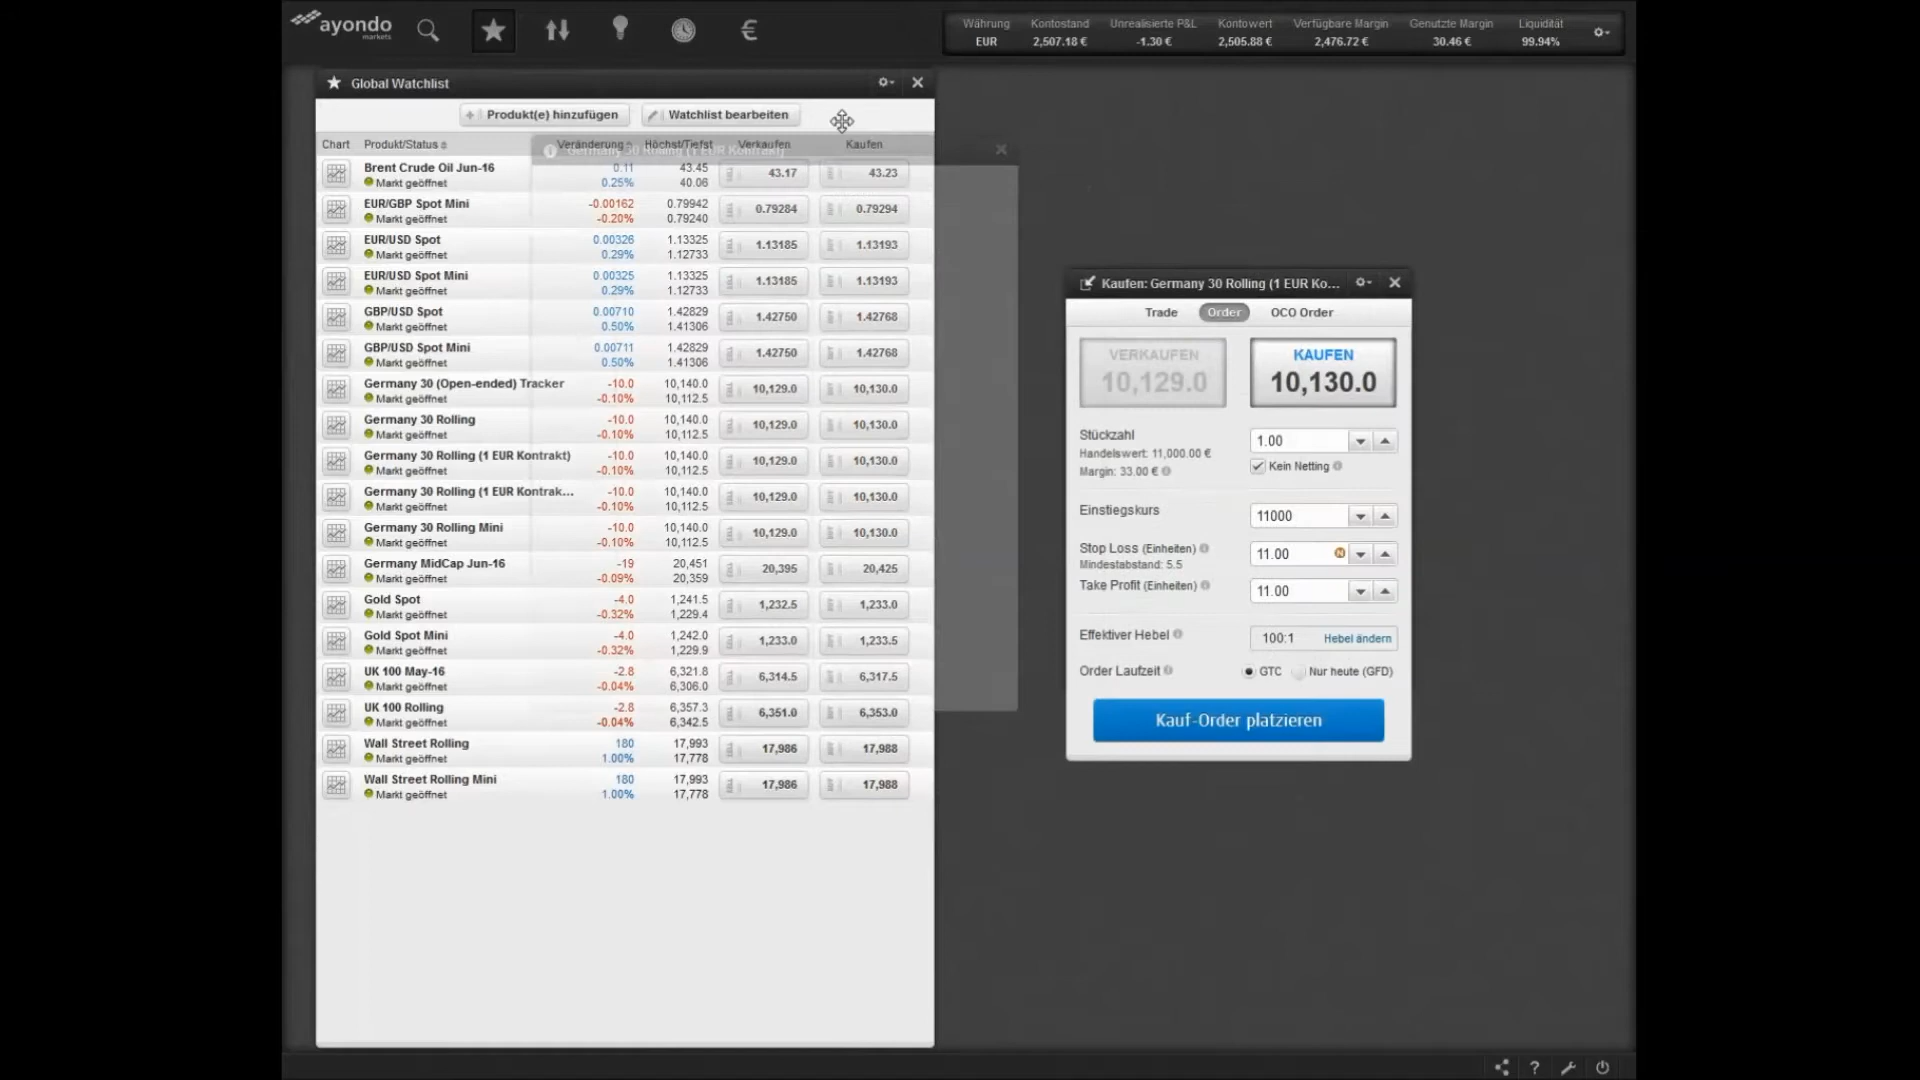 ayondo
markets
Währung Kontostand Unrealisierte P&L Kontowert Verfügbare Margin Genutzte Margin Liquidität
EUR 2,507.18 € -1.30 € 2,505.88 € 2,476.72 € 30.46 € 99.94%
Global Watchlist
Produkt(e) hinzufügen Watchlist bearbeiten
Chart Produkt/Status Veränderung Höchst/Tiefst Verkaufen Kaufen
Germany 30 Rolling (1 EUR Kontrakt)
Brent Crude Oil Jun-16 0.11 43.45 43.17 43.23
Markt geöffnet 0.25% 40.06
EUR/GBP Spot Mini -0.00162 0.79942 0.79284 0.79294
Markt geöffnet -0.20% 0.79240
EUR/USD Spot 0.00326 1.13325 1.13185 1.13193
Markt geöffnet 0.29% 1.12733
EUR/USD Spot Mini 0.00325 1.13325 1.13185 1.13193
Markt geöffnet 0.29% 1.12733
GBP/USD Spot 0.00710 1.42829 1.42750 1.42768
Markt geöffnet 0.50% 1.41306
GBP/USD Spot Mini 0.00711 1.42829 1.42750 1.42768
Markt geöffnet 0.50% 1.41306
Germany 30 (Open-ended) Tracker -10.0 10,140.0 10,129.0 10,130.0
Markt geöffnet -0.10% 10,112.5
Germany 30 Rolling -10.0 10,140.0 10,129.0 10,130.0
Markt geöffnet -0.10% 10,112.5
Germany 30 Rolling (1 EUR Kontrakt) -10.0 10,140.0 10,129.0 10,130.0
Markt geöffnet -0.10% 10,112.5
Germany 30 Rolling (1 EUR Kontrak... -10.0 10,140.0 10,129.0 10,130.0
Markt geöffnet -0.10% 10,112.5
Germany 30 Rolling Mini -10.0 10,140.0 10,129.0 10,130.0
Markt geöffnet -0.10% 10,112.5
Germany MidCap Jun-16 -19 20,451 20,395 20,425
Markt geöffnet -0.09% 20,359
Gold Spot -4.0 1,241.5 1,232.5 1,233.0
Markt geöffnet -0.32% 1,229.4
Gold Spot Mini -4.0 1,242.0 1,233.0 1,233.5
Markt geöffnet -0.32% 1,229.9
UK 100 May-16 -2.8 6,321.8 6,314.5 6,317.5
Markt geöffnet -0.04% 6,306.0
UK 100 Rolling -2.8 6,357.3 6,351.0 6,353.0
Markt geöffnet -0.04% 6,342.5
Wall Street Rolling 180 17,993 17,986 17,988
Markt geöffnet 1.00% 17,778
Wall Street Rolling Mini 180 17,993 17,986 17,988
Markt geöffnet 1.00% 17,778
Kaufen: Germany 30 Rolling (1 EUR Ko...
Trade Order OCO Order
VERKAUFEN KAUFEN
10,129.0 10,130.0
Stückzahl 1.00
Handelswert: 11,000.00 €
Margin: 33.00 € Kein Netting
Einstiegskurs 11000
Stop Loss (Einheiten) 11.00
Mindestabstand: 5.5
Take Profit (Einheiten) 11.00
Effektiver Hebel 100:1 Hebel ändern
Order Laufzeit GTC Nur heute (GFD)
Kauf-Order platzieren